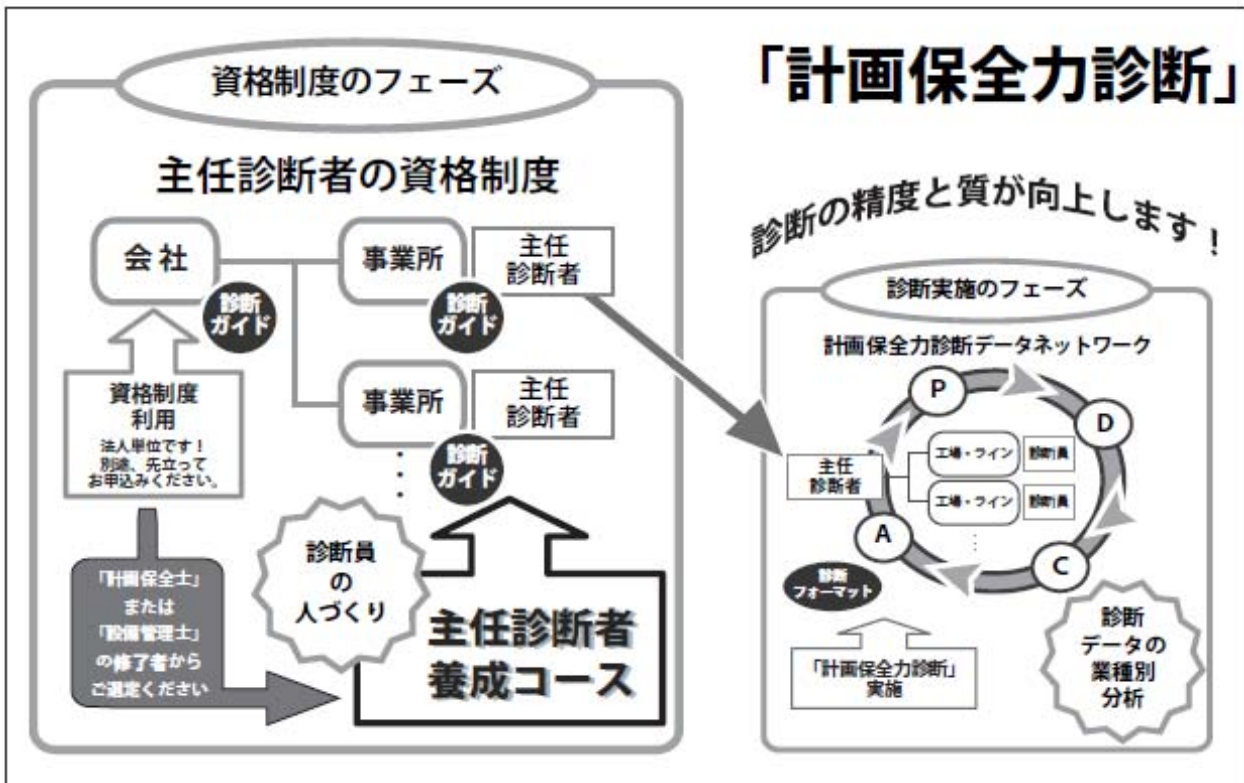 「計画保全力診断」
資格制度のフェーズ
主任診断者の資格制度
会社
診断
ガイド
事業所
診断
ガイド
主任
診断者
事業所
診断
ガイド
主任
診断者
資格制度
利用
法人単位です！
別途、先立って
お申込みください。
「計画保全士」
または
「設備管理士」
の修了者から
ご選定ください
診断員
の
人づくり
主任診断者
養成コース
診断の精度と質が向上します！
診断実施のフェーズ
計画保全力診断データネットワーク
P
D
C
A
主任
診断者
工場・ライン
診断員
工場・ライン
診断員
診断
フォーマット
「計画保全力診断」
実施
診断
データの
業種別
分析